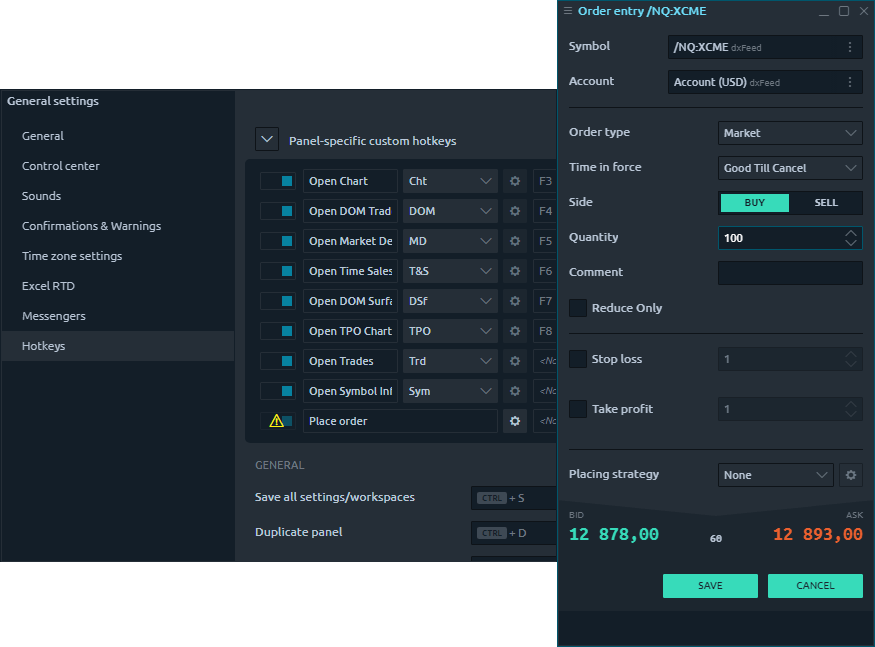 General settings
General
Control center
Sounds
Confirmations & Warnings
Time zone settings
Excel RTD
Messengers
Hotkeys
Panel-specific custom hotkeys
Open Chart Cht F3
Open DOM Trad DOM F4
Open Market De MD F5
Open Time Sales T&S F6
Open DOM Surfa DSf F7
Open TPO Chart TPO F8
Open Trades Trd <No
Open Symbol Inf Sym <No
Place order <No
GENERAL
Save all settings/workspaces CTRL + S
Duplicate panel CTRL + D
Order entry /NQ:XCME
Symbol /NQ:XCME dxFeed
Account Account (USD) dxFeed
Order type Market
Time in force Good Till Cancel
Side BUY SELL
Quantity 100
Comment
Reduce Only
Stop loss 1
Take profit 1
Placing strategy None
BID ASK
12 878,00 60 12 893,00
SAVE CANCEL